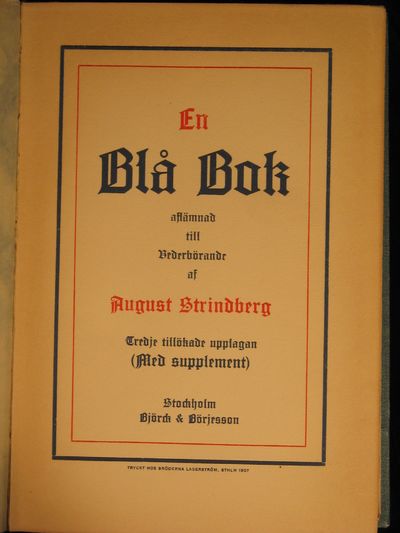 En
Blå Bok
aflämnad
till
Vederbörande
af
August Strindberg
Tredje tillökade upplagan
(Med supplement)
Stockholm
Björck & Börjesson
TRYCKT HOS BRÖDERNA LAGERSTRÖM, STHLM 1907